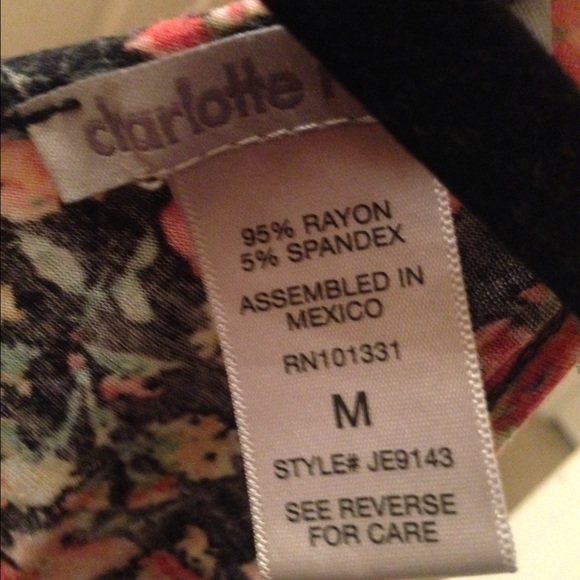 charlotte
95% RAYON
5% SPANDEX
ASSEMBLED IN
MEXICO
RN101331
M
STYLE# JE9143
SEE REVERSE
FOR CARE